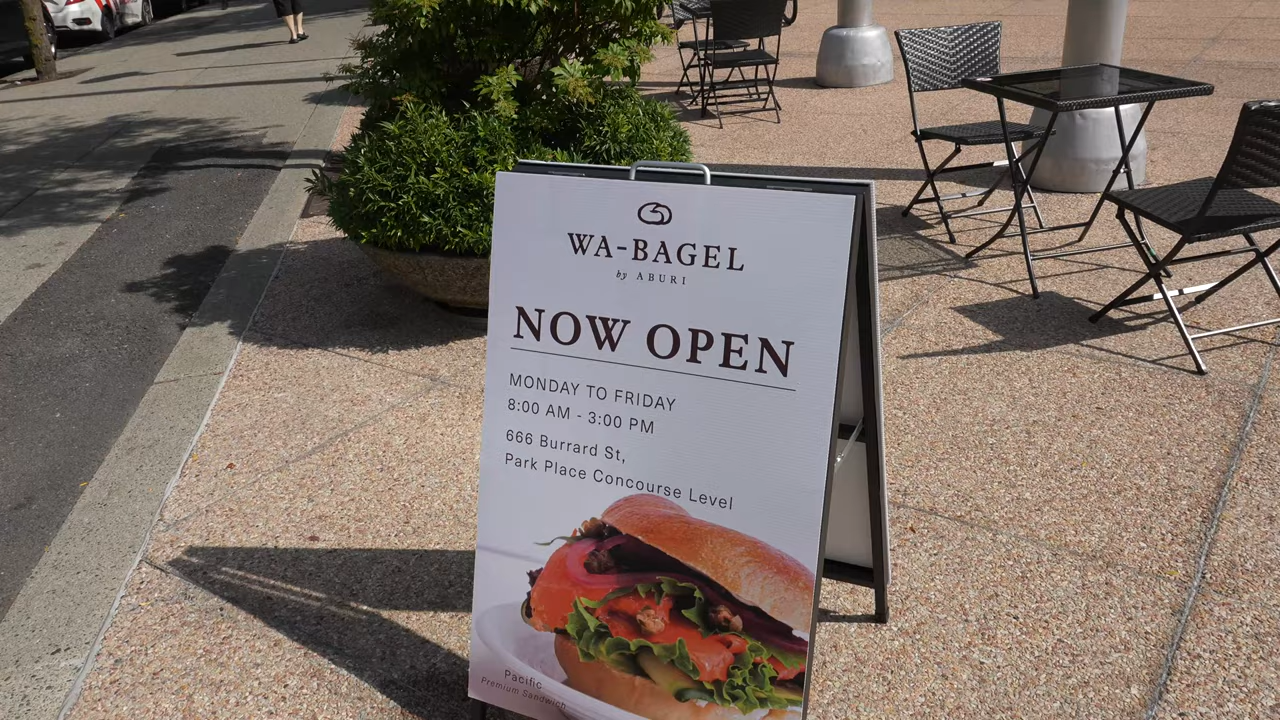 WA-BAGEL
by ABURI
NOW OPEN
MONDAY TO FRIDAY
8:00 AM - 3:00 PM
666 Burrard St,
Park Place Concourse Level
Pacific
Premium Sandwich